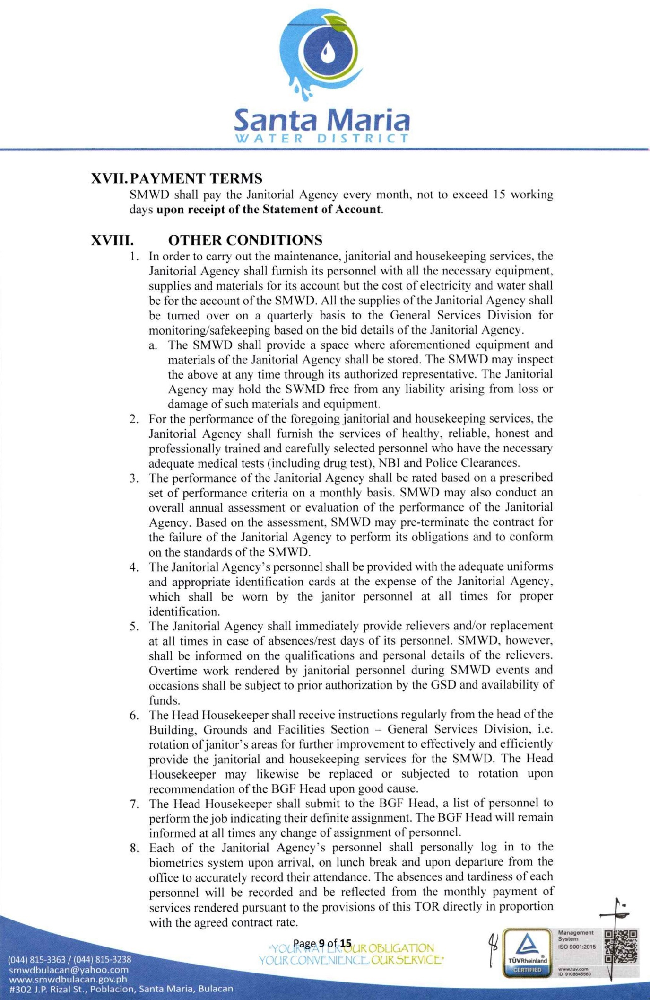 Santa Maria
WATER DISTRICT
XVII. PAYMENT TERMS
SMWD shall pay the Janitorial Agency every month, not to exceed 15 working
days upon receipt of the Statement of Account.
XVIII. OTHER CONDITIONS
1. In order to carry out the maintenance, janitorial and housekeeping services, the
Janitorial Agency shall furnish its personnel with all the necessary equipment,
supplies and materials for its account but the cost of electricity and water shall
be for the account of the SMWD. All the supplies of the Janitorial Agency shall
be turned over on a quarterly basis to the General Services Division for
monitoring/safekeeping based on the bid details of the Janitorial Agency.
a. The SMWD shall provide a space where aforementioned equipment and
materials of the Janitorial Agency shall be stored. The SMWD may inspect
the above at any time through its authorized representative. The Janitorial
Agency may hold the SWMD free from any liability arising from loss or
damage of such materials and equipment.
2. For the performance of the foregoing janitorial and housekeeping services, the
Janitorial Agency shall furnish the services of healthy, reliable, honest and
professionally trained and carefully selected personnel who have the necessary
adequate medical tests (including drug test), NBI and Police Clearances.
3. The performance of the Janitorial Agency shall be rated based on a prescribed
set of performance criteria on a monthly basis. SMWD may also conduct an
overall annual assessment or evaluation of the performance of the Janitorial
Agency. Based on the assessment, SMWD may pre-terminate the contract for
the failure of the Janitorial Agency to perform its obligations and to conform
on the standards of the SMWD.
4. The Janitorial Agency's personnel shall be provided with the adequate uniforms
and appropriate identification cards at the expense of the Janitorial Agency,
which shall be worn by the janitor personnel at all times for proper
identification.
5. The Janitorial Agency shall immediately provide relievers and/or replacement
at all times in case of absences/rest days of its personnel. SMWD, however,
shall be informed on the qualifications and personal details of the relievers.
Overtime work rendered by janitorial personnel during SMWD events and
occasions shall be subject to prior authorization by the GSD and availability of
funds.
6. The Head Housekeeper shall receive instructions regularly from the head of the
Building, Grounds and Facilities Section – General Services Division, i.e.
rotation of janitor's areas for further improvement to effectively and efficiently
provide the janitorial and housekeeping services for the SMWD. The Head
Housekeeper may likewise be replaced or subjected to rotation upon
recommendation of the BGF Head upon good cause.
7. The Head Housekeeper shall submit to the BGF Head, a list of personnel to
perform the job indicating their definite assignment. The BGF Head will remain
informed at all times any change of assignment of personnel.
8. Each of the Janitorial Agency's personnel shall personally log in to the
biometrics system upon arrival, on lunch break and upon departure from the
office to accurately record their attendance. The absences and tardiness of each
personnel will be recorded and be reflected from the monthly payment of
services rendered pursuant to the provisions of this TOR directly in proportion
with the agreed contract rate.
Page 9 of 15
"YOUR WATER, OUR OBLIGATION
YOUR CONVENIENCE, OUR SERVICE"
(044) 815-3363 / (044) 815-3238
smwdbulacan@yahoo.com
www.smwdbulacan.gov.ph
#302 J.P. Rizal St., Poblacion, Santa Maria, Bulacan
TÜVRheinland®
CERTIFIED
Management
System
ISO 9001:2015
www.tuv.com
ID 9108645560